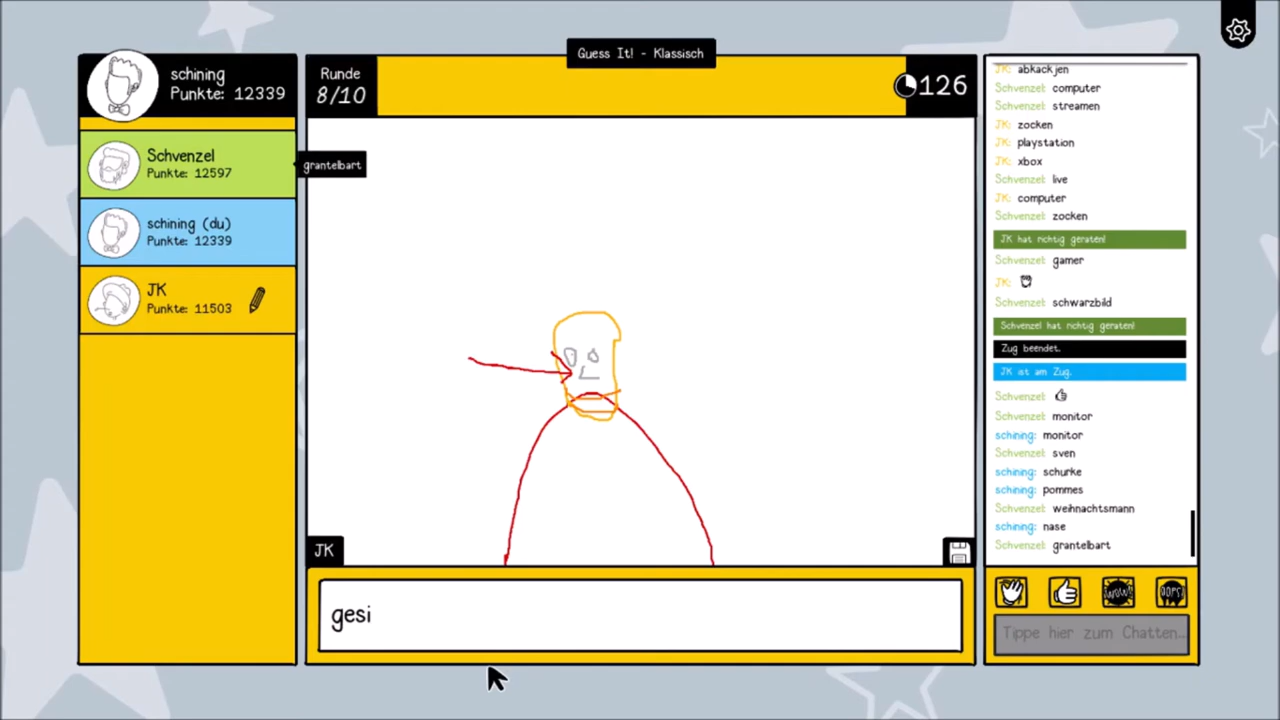 Guess It! - Klassisch
schining
Punkte: 12339
Runde
8/10
126
Schvenzel
Punkte: 12597
grantelbart
schining (du)
Punkte: 12339
JK
Punkte: 11503
JK
gesi
JK: abkackjen
Schvenzel: computer
Schvenzel: streamen
JK: zocken
JK: playstation
JK: xbox
Schvenzel: live
JK: computer
Schvenzel: zocken
JK hat richtig geraten!
Schvenzel: gamer
JK:
Schvenzel: schwarzbild
Schvenzel hat richtig geraten!
Zug beendet.
JK ist am Zug.
Schvenzel:
Schvenzel: monitor
schining: monitor
Schvenzel: sven
schining: schurke
schining: pommes
Schvenzel: weihnachtsmann
schining: nase
Schvenzel: grantelbart
WOW!
OOPS!
Tippe hier zum Chatten...